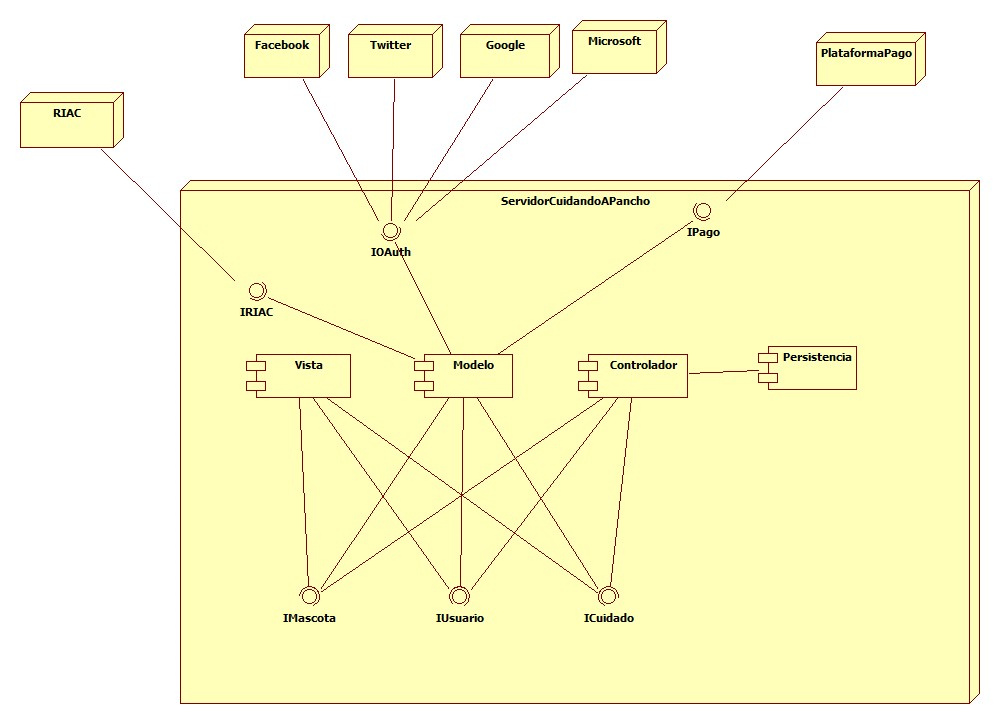 Facebook
Twitter
Google
Microsoft
PlataformaPago
RIAC
ServidorCuidandoAPancho
IPago
IOAuth
IRIAC
Vista
Modelo
Controlador
Persistencia
IMascota
IUsuario
ICuidado